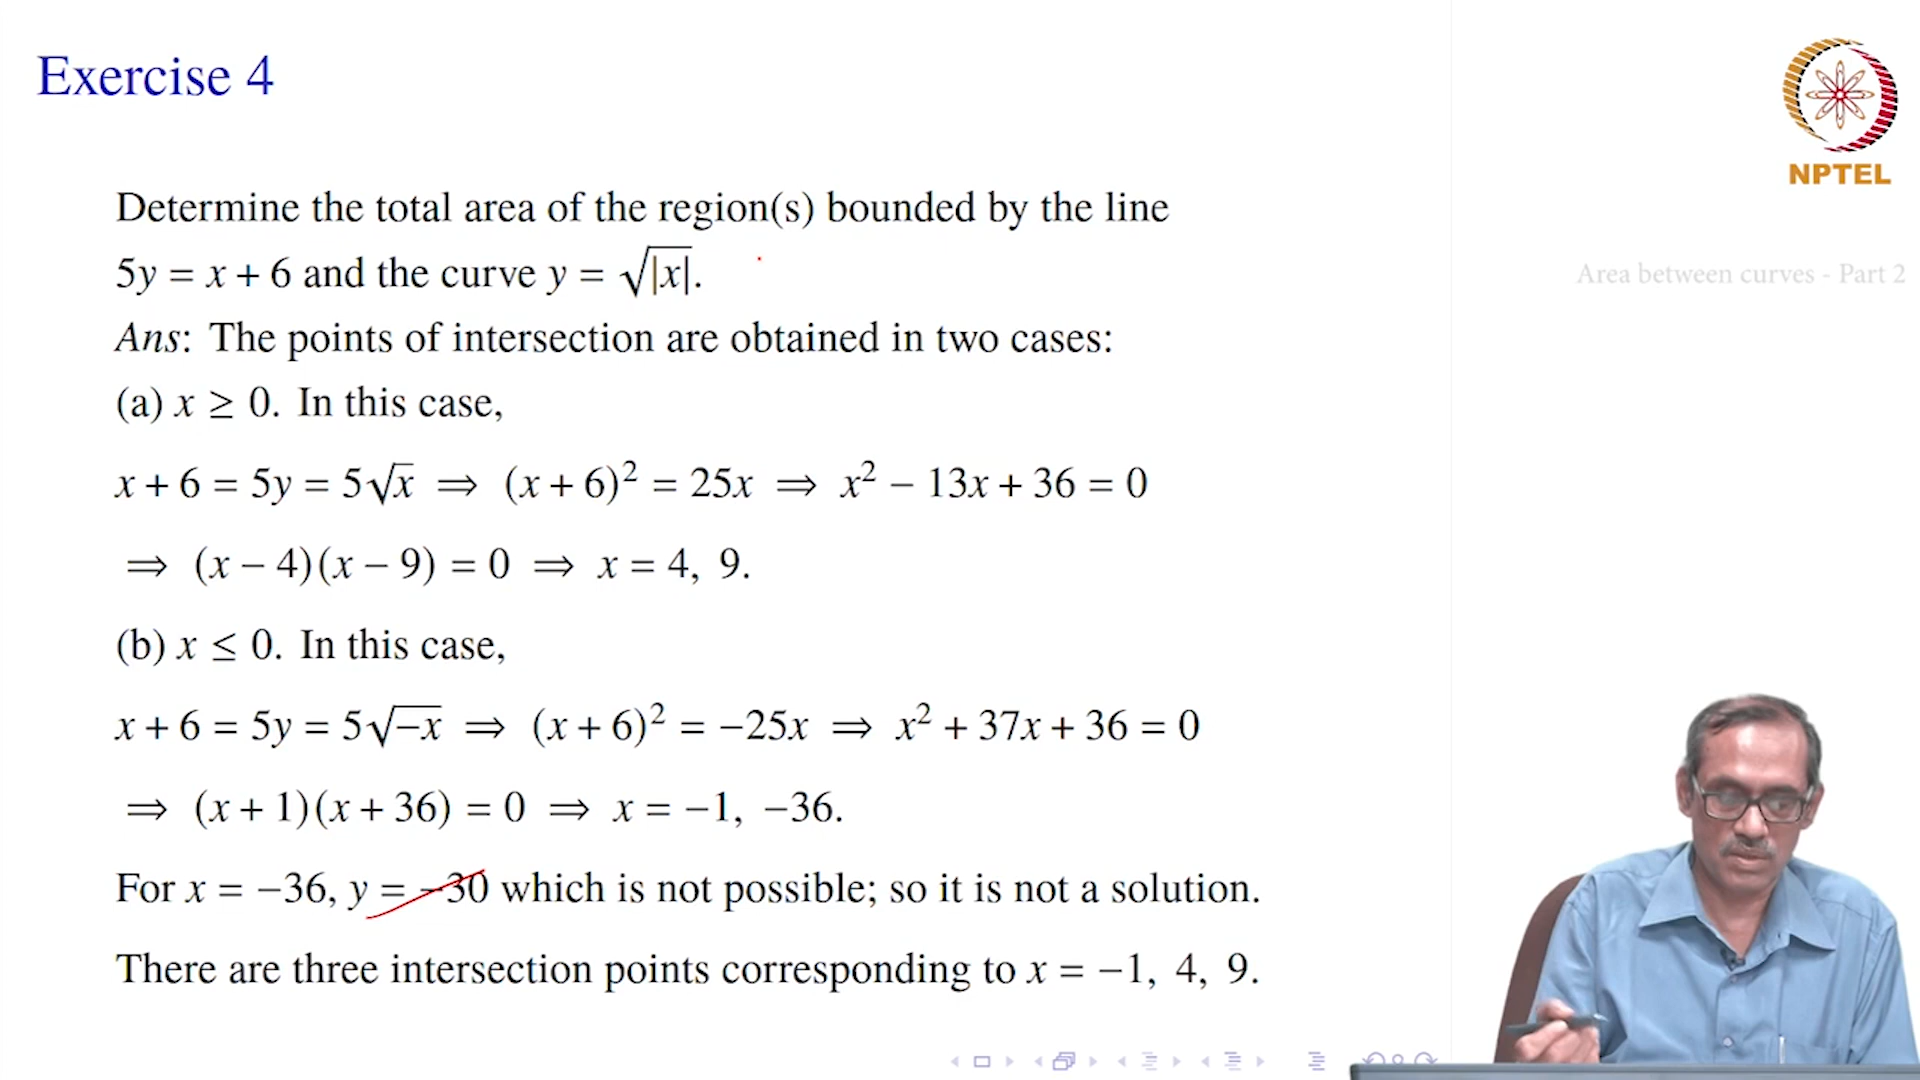 Exercise 4
NPTEL
Determine the total area of the region(s) bounded by the line
5y = x + 6 and the curve y = √|x|.
Area between curves - Part 2
Ans: The points of intersection are obtained in two cases:
(a) x ≥ 0. In this case,
x + 6 = 5y = 5√x ⟹ (x + 6)² = 25x ⟹ x² − 13x + 36 = 0
⟹ (x − 4)(x − 9) = 0 ⟹ x = 4, 9.
(b) x ≤ 0. In this case,
x + 6 = 5y = 5√−x ⟹ (x + 6)² = −25x ⟹ x² + 37x + 36 = 0
⟹ (x + 1)(x + 36) = 0 ⟹ x = −1, −36.
For x = −36, y = −30 which is not possible; so it is not a solution.
There are three intersection points corresponding to x = −1, 4, 9.